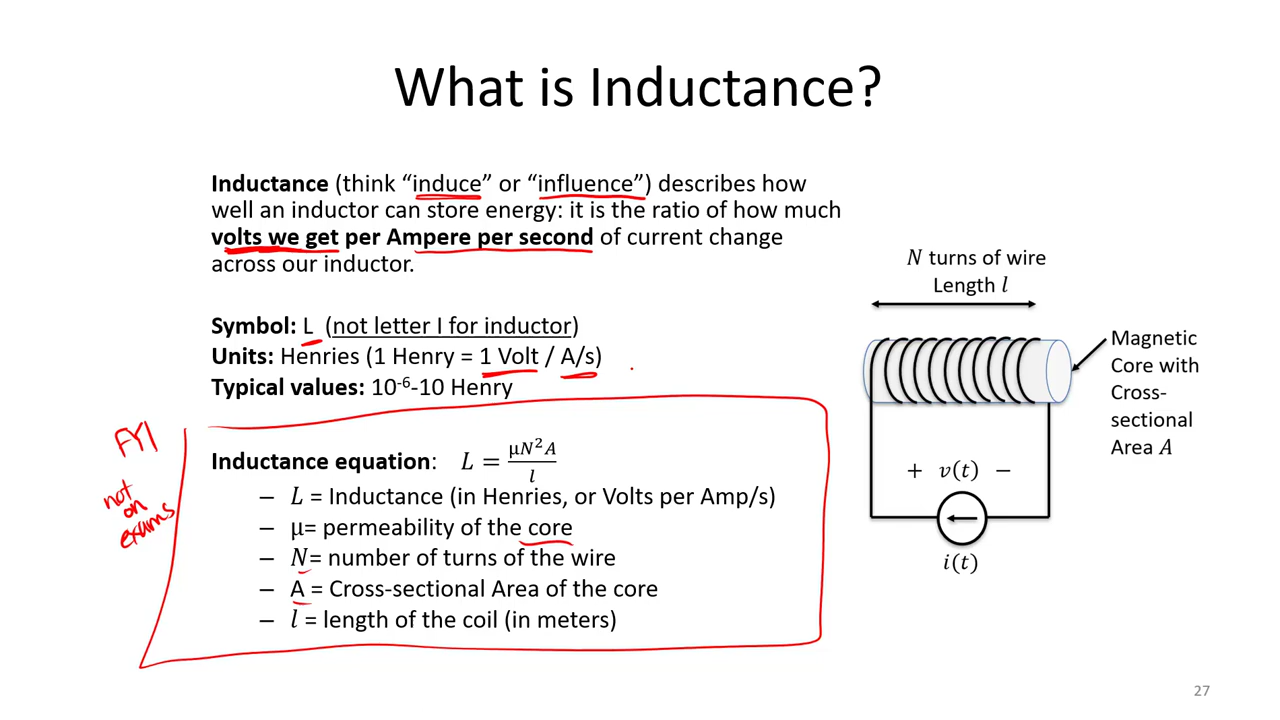 What is Inductance?
Inductance (think “induce” or “influence”) describes how
well an inductor can store energy: it is the ratio of how much
volts we get per Ampere per second of current change
across our inductor.
Symbol: L (not letter I for inductor)
Units: Henries (1 Henry = 1 Volt / A/s)
Typical values: 10⁻⁶-10 Henry
FYI
not
on
exams
Inductance equation: L = μN²A / l
– L = Inductance (in Henries, or Volts per Amp/s)
– μ= permeability of the core
– N= number of turns of the wire
– A = Cross-sectional Area of the core
– l = length of the coil (in meters)
N turns of wire
Length l
Magnetic
Core with
Cross-
sectional
Area A
+ v(t) −
i(t)
27